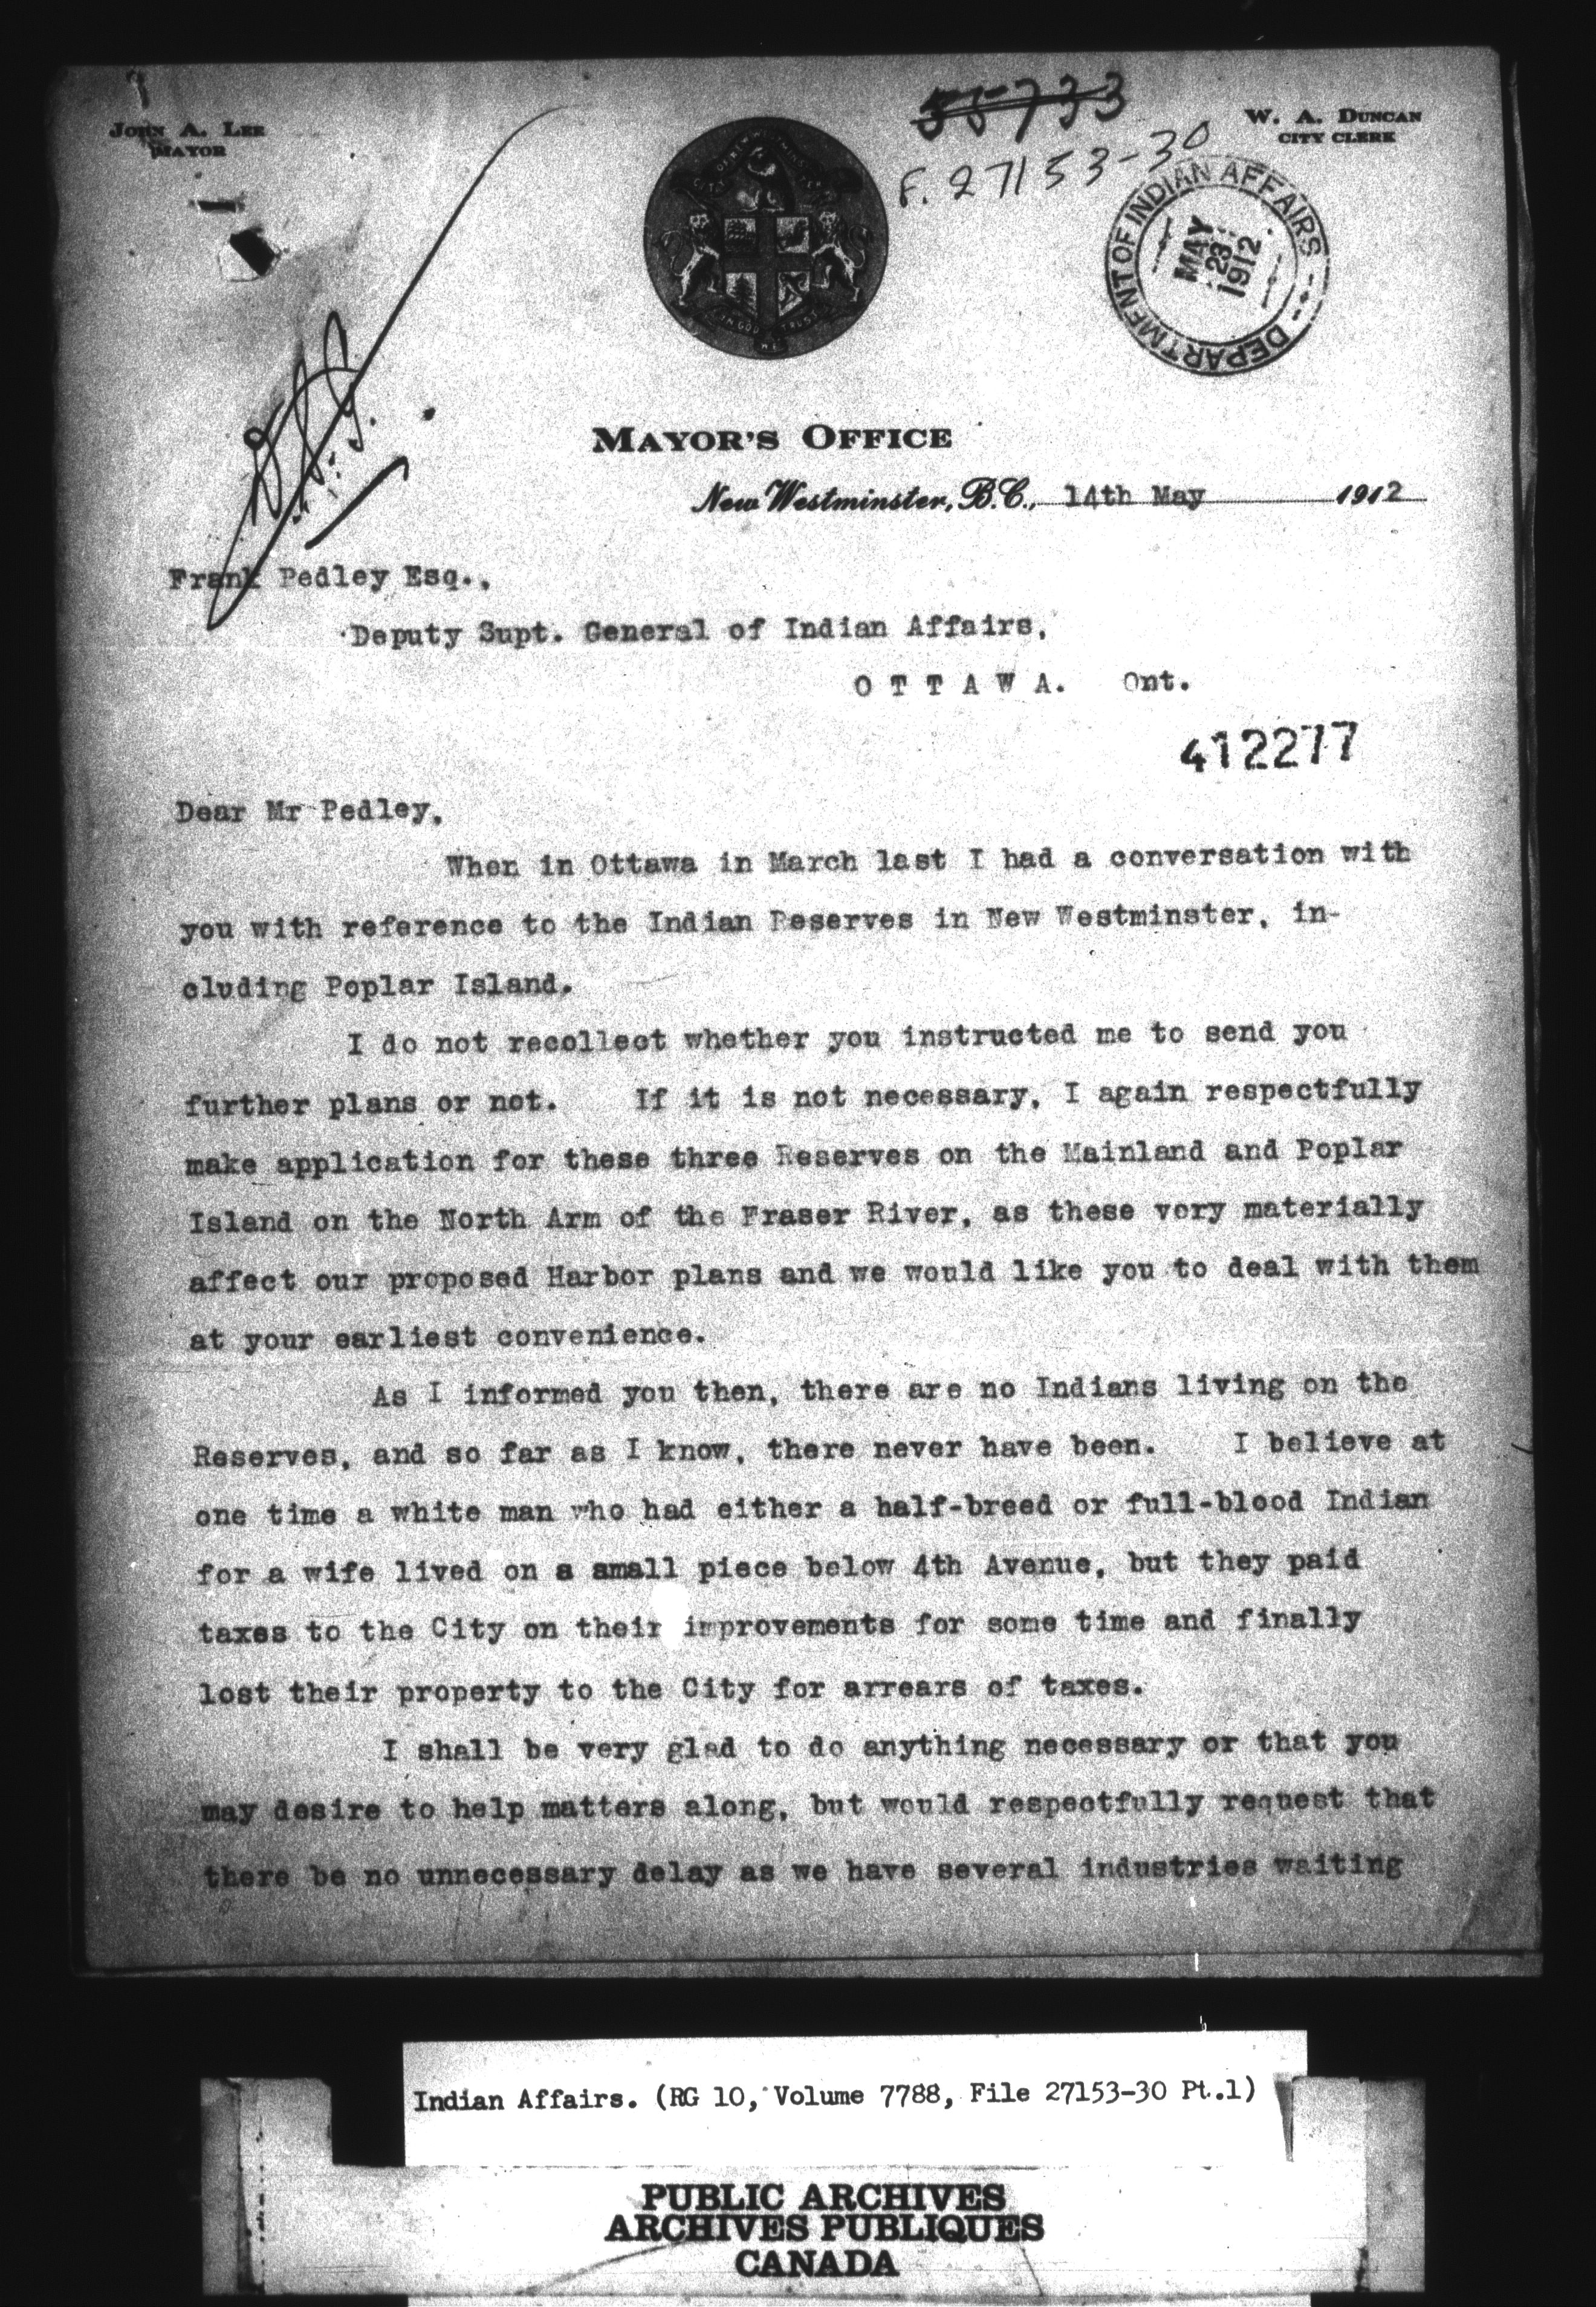 55733
F. 27153-30
John A. Lee
Mayor
W. A. Duncan
City Clerk
CITY OF NEW WESTMINSTER
IN GOD WE TRUST
DEPARTMENT OF INDIAN AFFAIRS
MAY
23
1912
Mayor's Office
New Westminster, B.C., 14th May 1912
Frank Pedley Esq.,
Deputy Supt. General of Indian Affairs,
O T T A W A. Ont.
412277
Dear Mr Pedley,
When in Ottawa in March last I had a conversation with
you with reference to the Indian Reserves in New Westminster, in-
cluding Poplar Island.
I do not recollect whether you instructed me to send you
further plans or not. If it is not necessary, I again respectfully
make application for these three Reserves on the Mainland and Poplar
Island on the North Arm of the Fraser River, as these very materially
affect our proposed Harbor plans and we would like you to deal with them
at your earliest convenience.
As I informed you then, there are no Indians living on the
Reserves, and so far as I know, there never have been. I believe at
one time a white man who had either a half-breed or full-blood Indian
for a wife lived on a amall piece below 4th Avenue, but they paid
taxes to the City on their improvements for some time and finally
lost their property to the City for arrears of taxes.
I shall be very glad to do anything necessary or that you
may desire to help matters along, but would respectfully request that
there be no unnecessary delay as we have several industries waiting
Indian Affairs. (RG 10, Volume 7788, File 27153-30 Pt.1)
PUBLIC ARCHIVES
ARCHIVES PUBLIQUES
CANADA